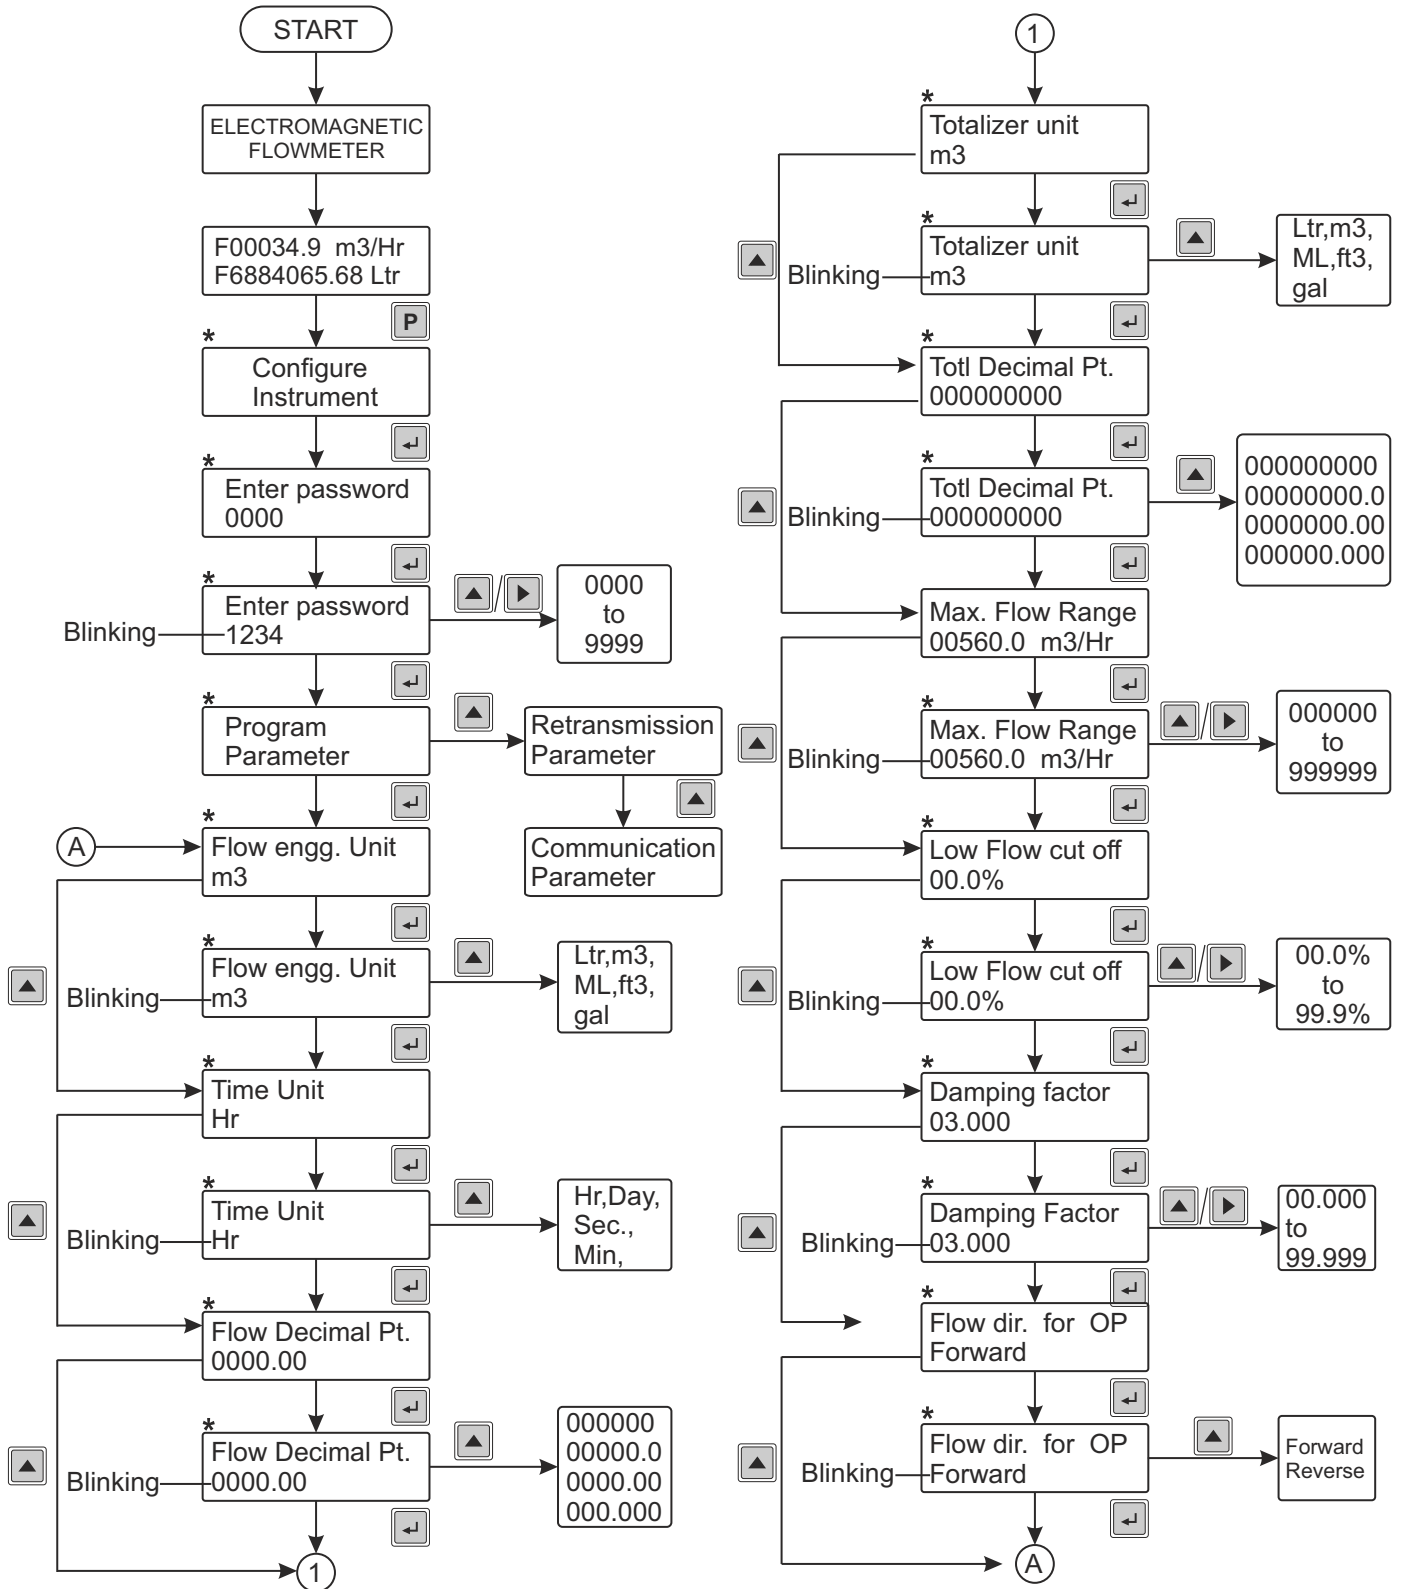 START
ELECTROMAGNETIC
FLOWMETER
F00034.9 m3/Hr
F6884065.68 Ltr
P
*
Configure
Instrument
*
Enter password
0000
*
Enter password
Blinking
1234
/
0000
to
9999
*
Program
Parameter
Retransmission
Parameter
Communication
Parameter
A
*
Flow engg. Unit
m3
*
Flow engg. Unit
Blinking
m3
Ltr,m3,
ML,ft3,
gal
*
Time Unit
Hr
*
Time Unit
Blinking
Hr
Hr,Day,
Sec.,
Min,
*
Flow Decimal Pt.
0000.00
*
Flow Decimal Pt.
Blinking
0000.00
000000
00000.0
0000.00
000.000
1
1
*
Totalizer unit
m3
*
Totalizer unit
Blinking
m3
Ltr,m3,
ML,ft3,
gal
*
Totl Decimal Pt.
000000000
*
Totl Decimal Pt.
Blinking
000000000
000000000
00000000.0
0000000.00
000000.000
Max. Flow Range
00560.0 m3/Hr
*
Max. Flow Range
Blinking
00560.0 m3/Hr
/
000000
to
999999
*
Low Flow cut off
00.0%
*
Low Flow cut off
Blinking
00.0%
/
00.0%
to
99.9%
*
Damping factor
03.000
*
Damping Factor
Blinking
03.000
/
00.000
to
99.999
*
Flow dir. for OP
Forward
*
Flow dir. for OP
Blinking
Forward
Forward
Reverse
A